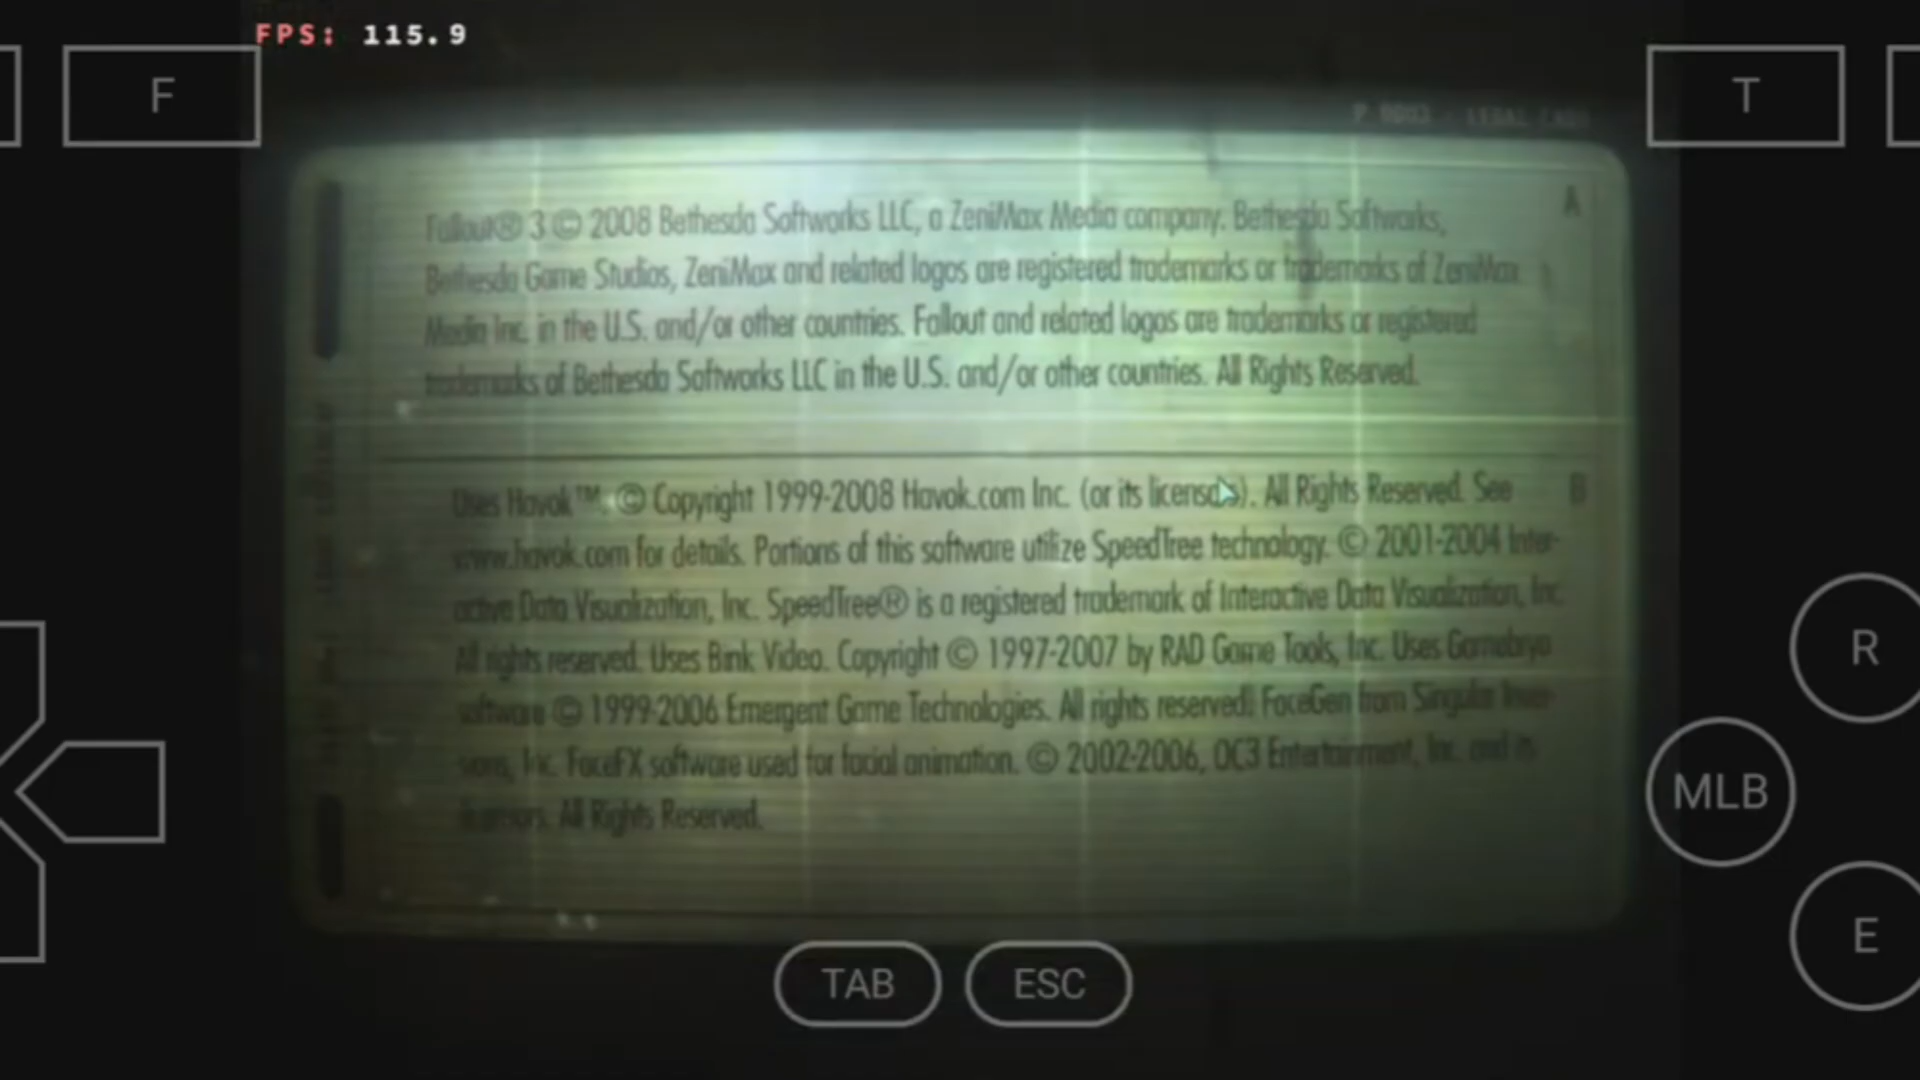 FPS: 115.9
F
T
P 0003 - LEGAL CARD
A
Fallout® 3 © 2008 Bethesda Softworks LLC, a ZeniMax Media company. Bethesda Softworks,
Bethesda Game Studios, ZeniMax and related logos are registered trademarks or trademarks of ZeniMax
Media Inc. in the U.S. and/or other countries. Fallout and related logos are trademarks or registered
trademarks of Bethesda Softworks LLC in the U.S. and/or other countries. All Rights Reserved.
Uses Havok™. © Copyright 1999-2008 Havok.com Inc. (or its licensors). All Rights Reserved. See
B
www.havok.com for details. Portions of this software utilize SpeedTree technology. © 2001-2004 Inter-
active Data Visualization, Inc. SpeedTree® is a registered trademark of Interactive Data Visualization, Inc.
All rights reserved. Uses Bink Video. Copyright © 1997-2007 by RAD Game Tools, Inc. Uses Gamebryo
software © 1999-2006 Emergent Game Technologies. All rights reserved. FaceGen from Singular Inver-
sions, Inc. FaceFX software used for facial animation. © 2002-2006, OC3 Entertainment, Inc. and its
licensors. All Rights Reserved.
R
MLB
E
TAB ESC